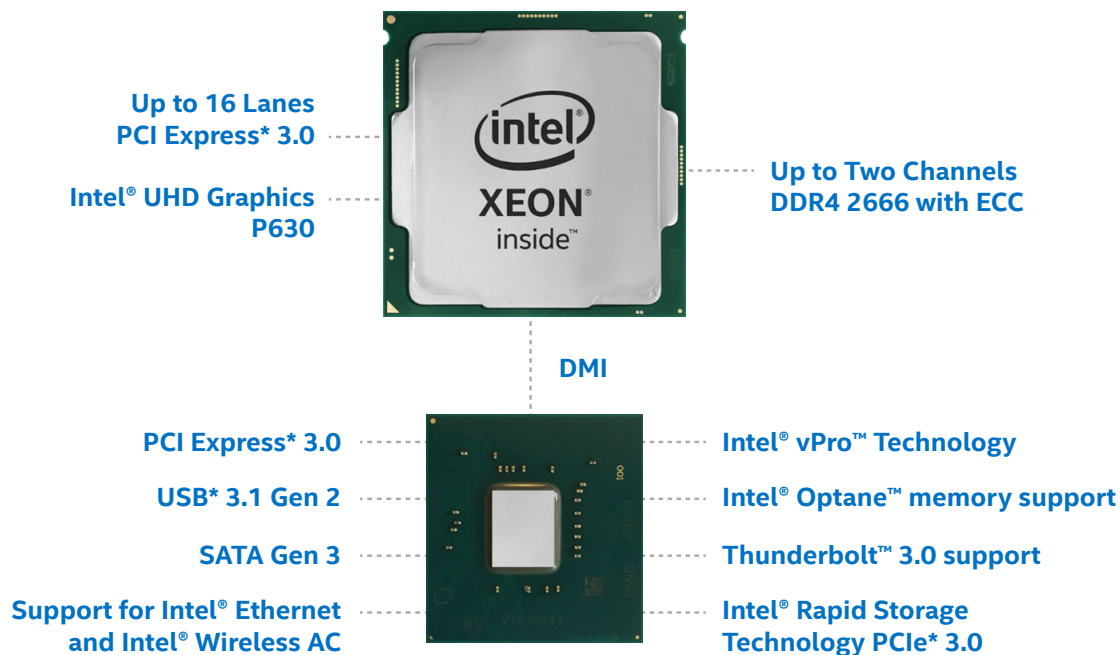 Up to 16 Lanes
PCI Express* 3.0
Intel® UHD Graphics
P630
intel®
XEON®
inside™
Up to Two Channels
DDR4 2666 with ECC
DMI
PCI Express* 3.0
USB* 3.1 Gen 2
SATA Gen 3
Support for Intel® Ethernet
and Intel® Wireless AC
Intel® vPro™ Technology
Intel® Optane™ memory support
Thunderbolt™ 3.0 support
Intel® Rapid Storage
Technology PCIe* 3.0